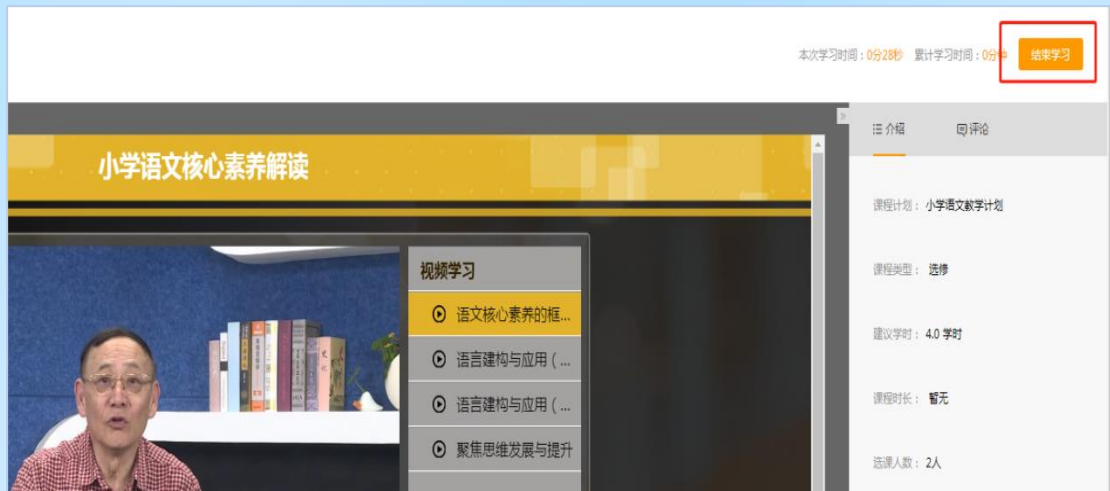 本次学习时间：0分28秒 累计学习时间：0分钟 结束学习
介绍 评论
小学语文核心素养解读
课程计划： 小学语文教学计划
课程类型： 选修
建议学时： 4.0 学时
课程时长： 暂无
选课人数： 2人
视频学习
语文核心素养的框...
语言建构与应用（ ...
语言建构与应用（ ...
聚焦思维发展与提升